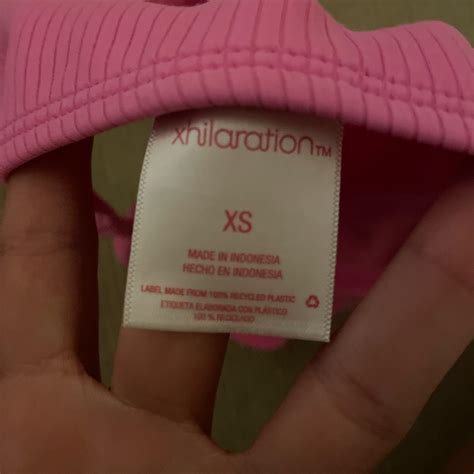 xhilaration™
XS
MADE IN INDONESIA
HECHO EN INDONESIA
LABEL MADE FROM 100% RECYCLED PLASTIC
ETIQUETA ELABORADA CON PLÁSTICO
100 % RECICLADO